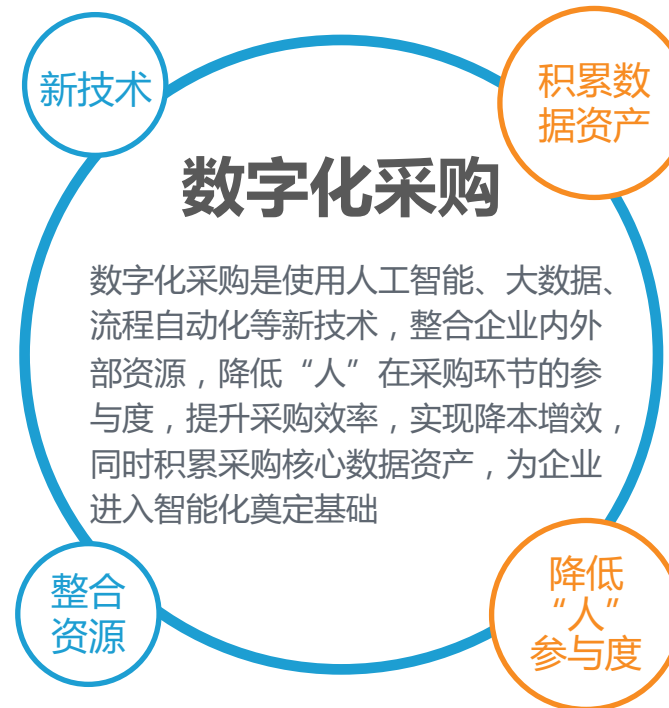 新技术
积累数
据资产
数字化采购
数字化采购是使用人工智能、大数据、
流程自动化等新技术，整合企业内外
部资源，降低“人”在采购环节的参
与度，提升采购效率，实现降本增效，
同时积累采购核心数据资产，为企业
进入智能化奠定基础
整合
资源
降低
“人”
参与度